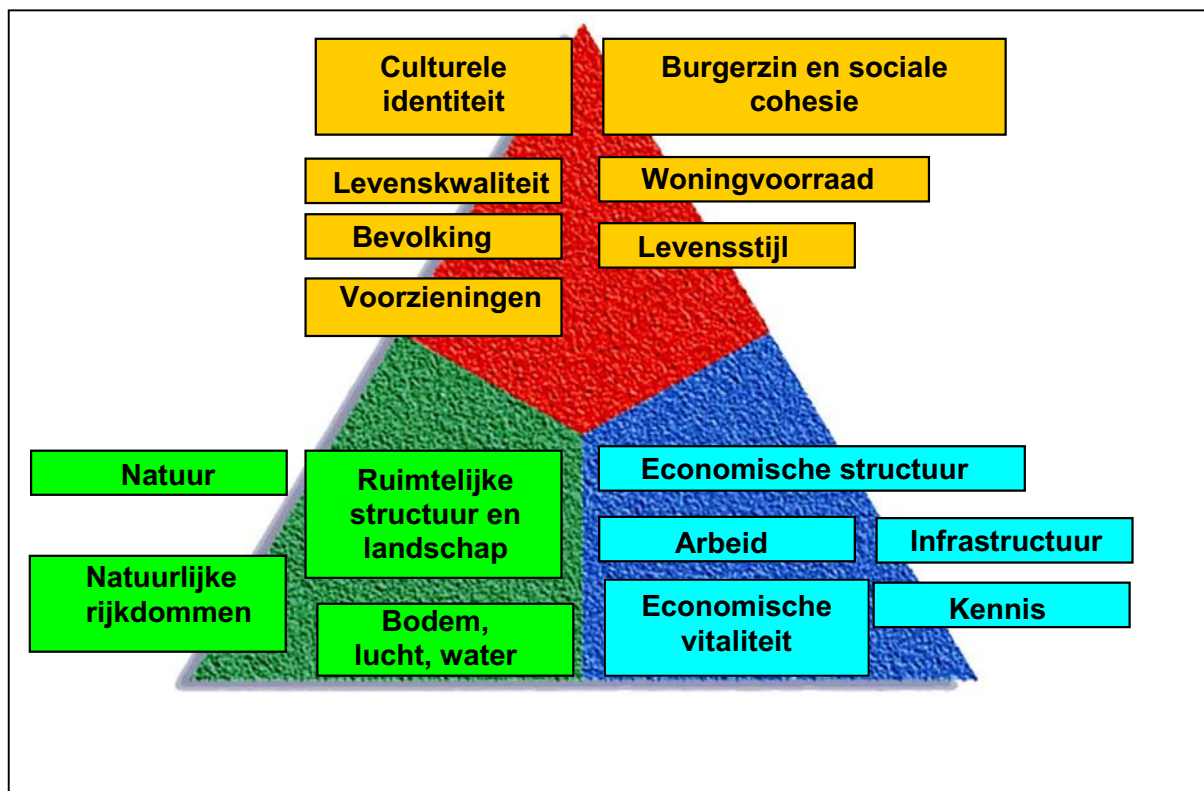 Culturele
identiteit
Burgerzin en sociale
cohesie
Levenskwaliteit
Woningvoorraad
Bevolking
Levensstijl
Voorzieningen
Natuur
Ruimtelijke
structuur en
landschap
Economische structuur
Arbeid
Infrastructuur
Natuurlijke
rijkdommen
Bodem,
lucht, water
Economische
vitaliteit
Kennis